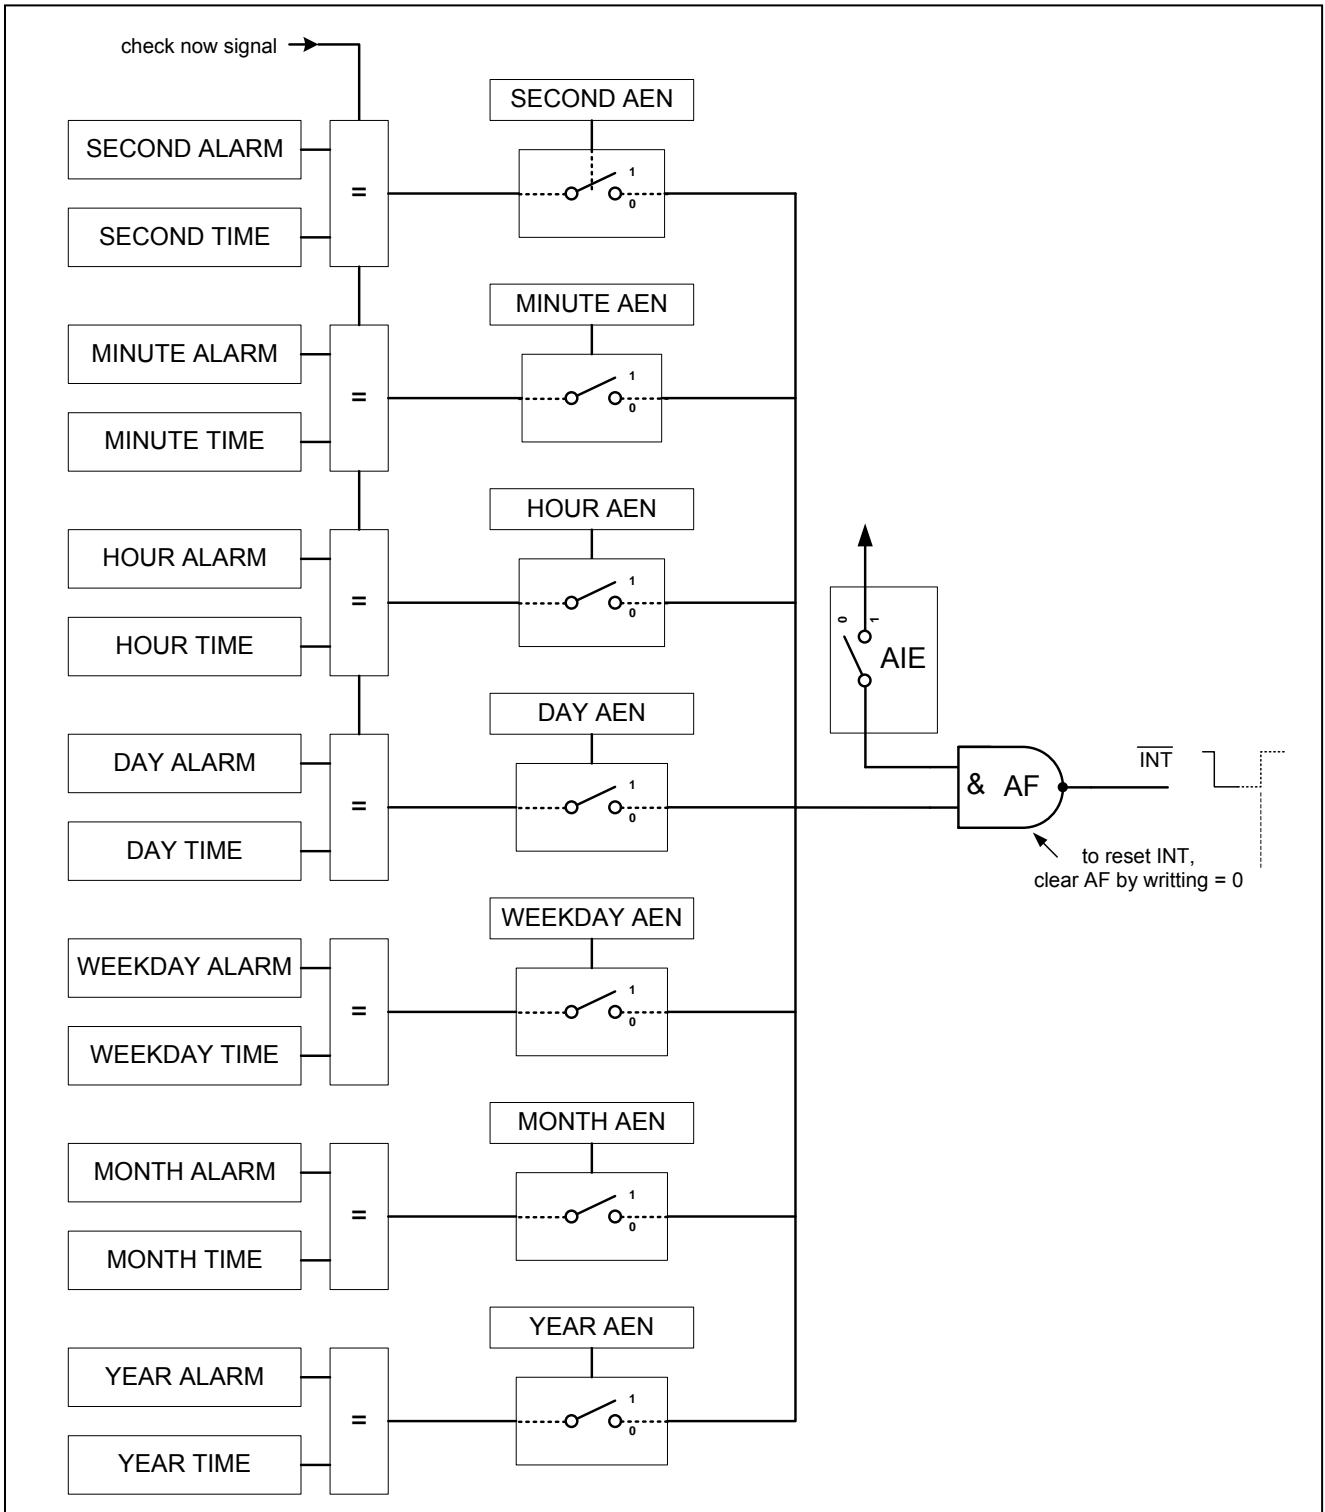 check now signal
SECOND AEN
SECOND ALARM
=
1
0
SECOND TIME
MINUTE AEN
MINUTE ALARM
=
1
0
MINUTE TIME
HOUR AEN
HOUR ALARM
=
1
0
HOUR TIME
0
1
AIE
DAY AEN
DAY ALARM
=
1
0
DAY TIME
& AF
INT
to reset INT,
clear AF by writting = 0
WEEKDAY AEN
WEEKDAY ALARM
=
1
0
WEEKDAY TIME
MONTH AEN
MONTH ALARM
=
1
0
MONTH TIME
YEAR AEN
YEAR ALARM
=
1
0
YEAR TIME